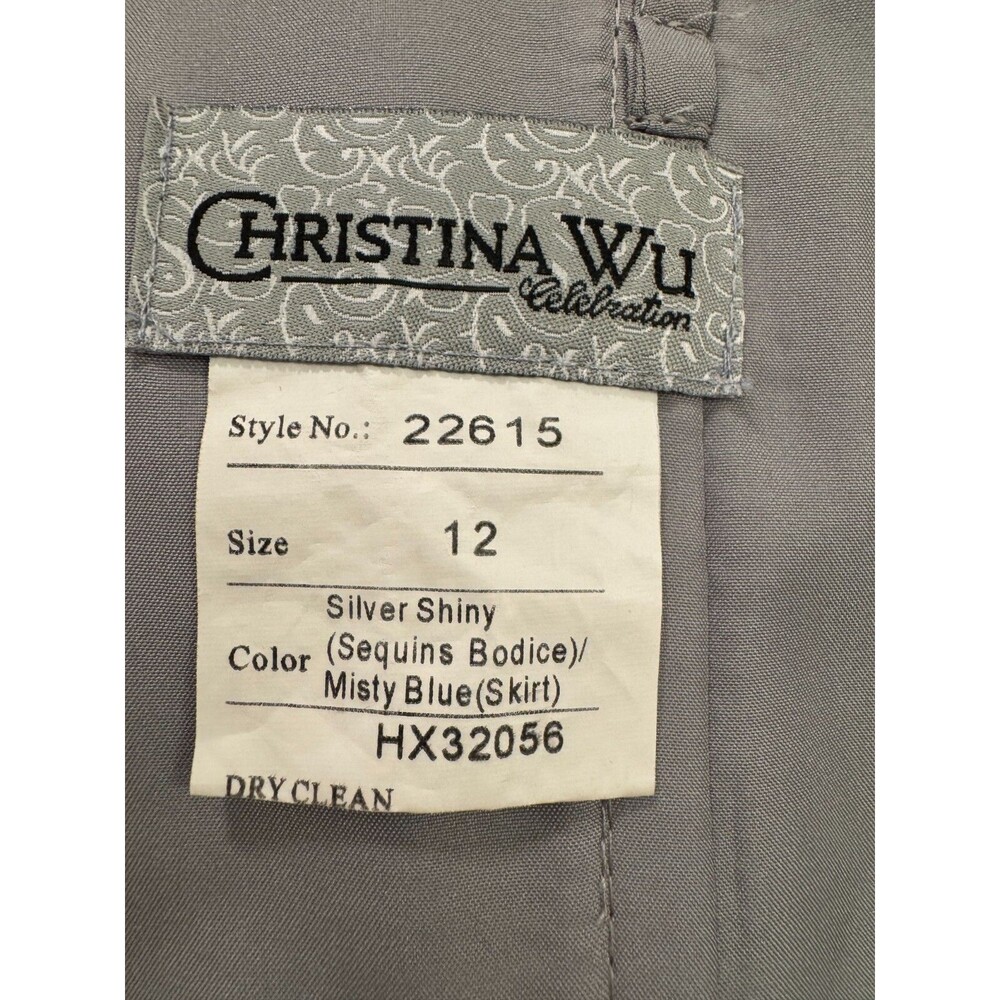 CHRISTINA WU
Celebration
Style No.: 22615
Size 12
Silver Shiny
Color (Sequins Bodice)/
Misty Blue(Skirt)
HX32056
DRY CLEAN